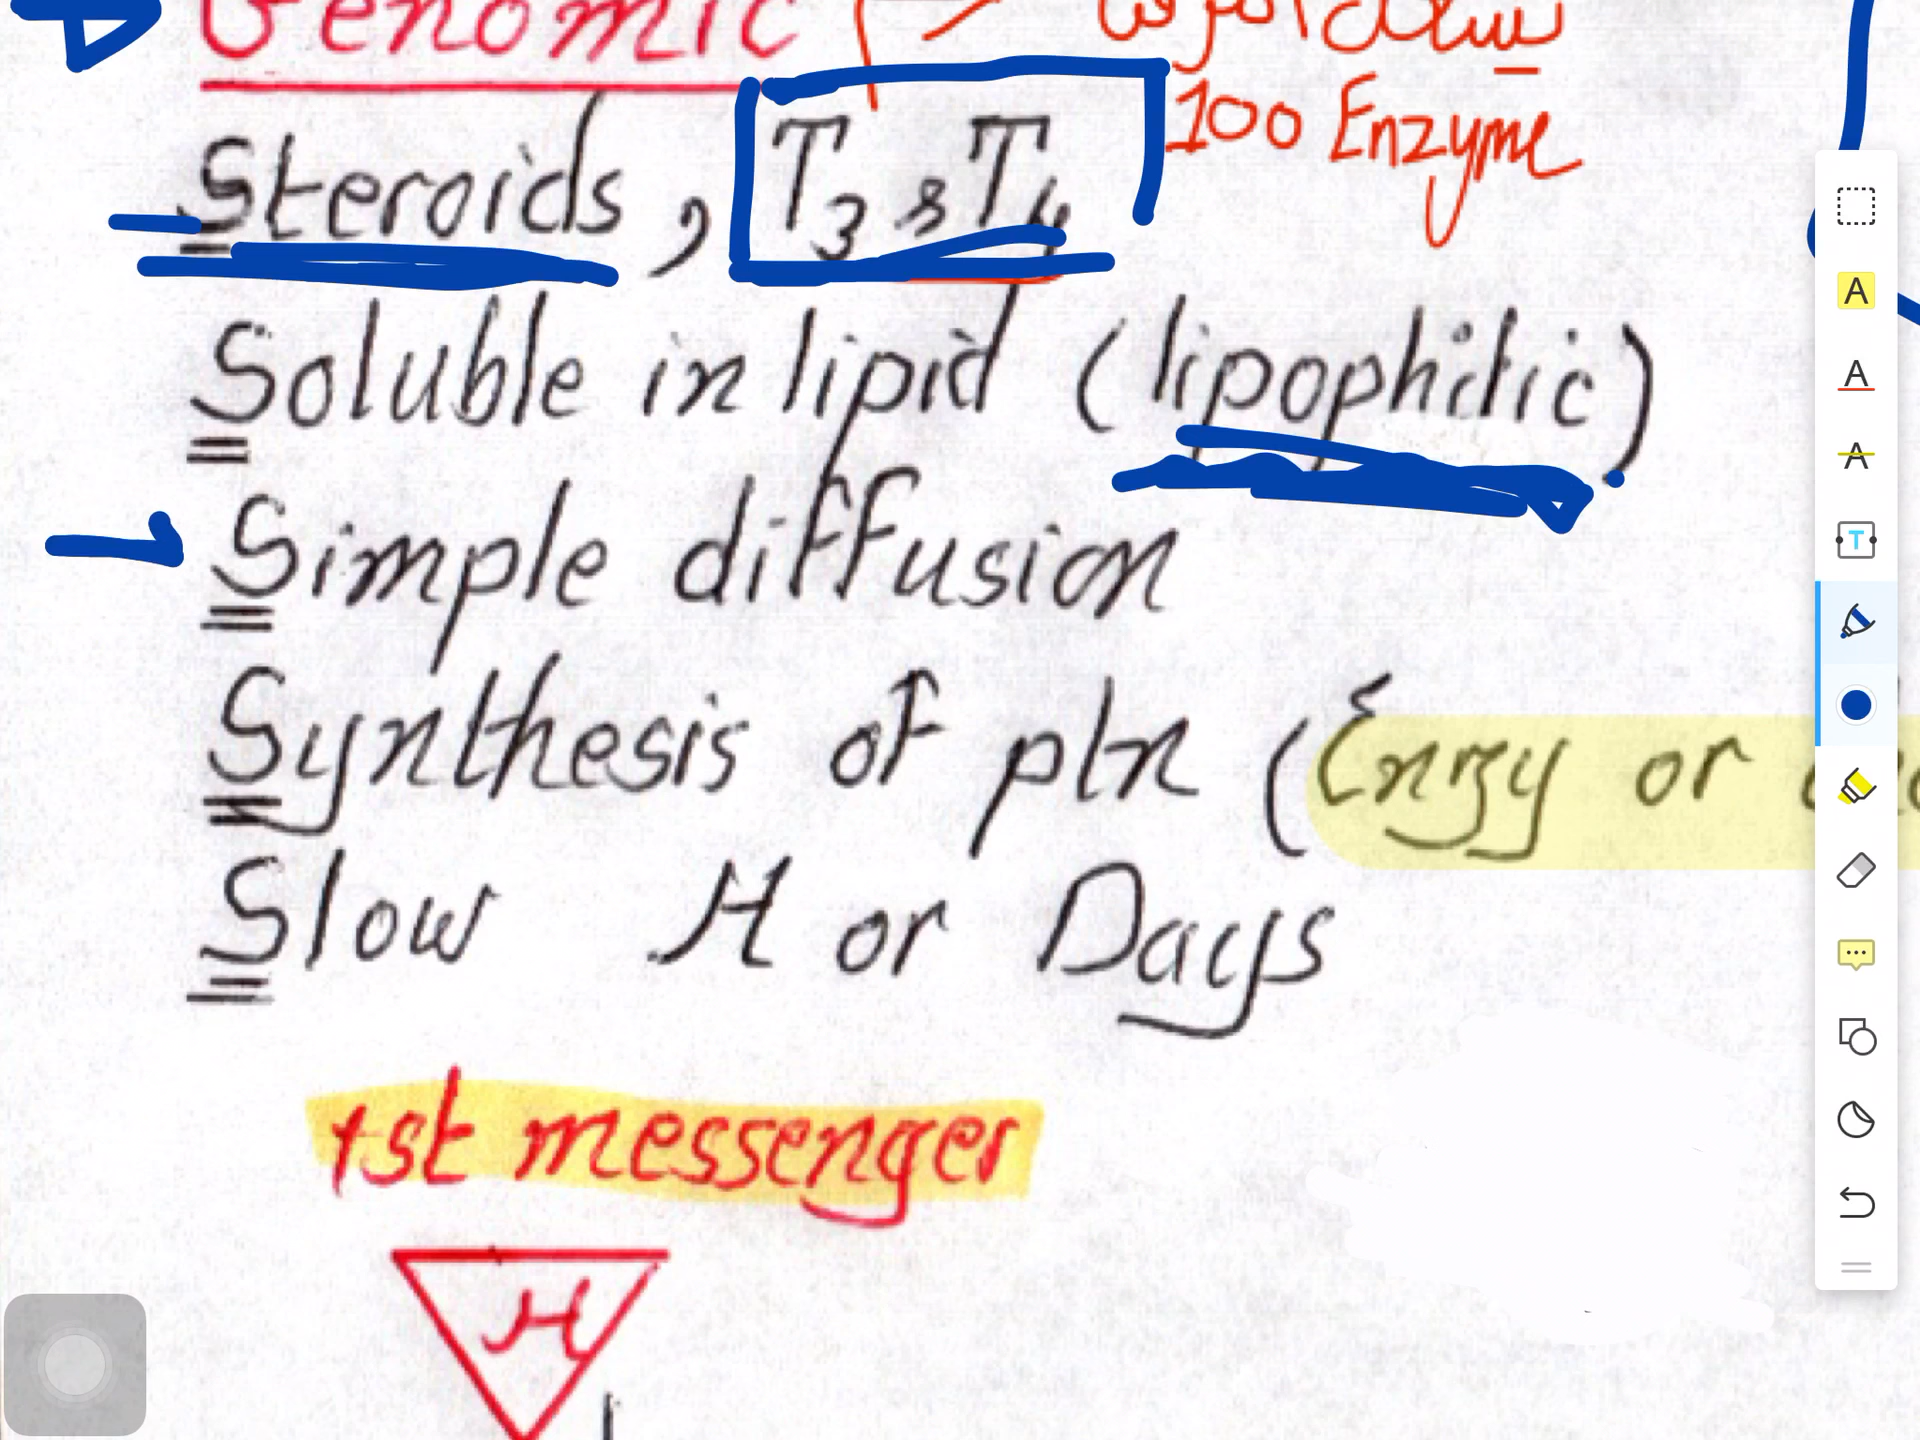 Genomic
100 Enzyme
Steroids, T3 & T4
Soluble in lipid (lipophilic)
Simple diffusion
Synthesis of ptn (Enzy or
Slow H or Days
1st messenger
H